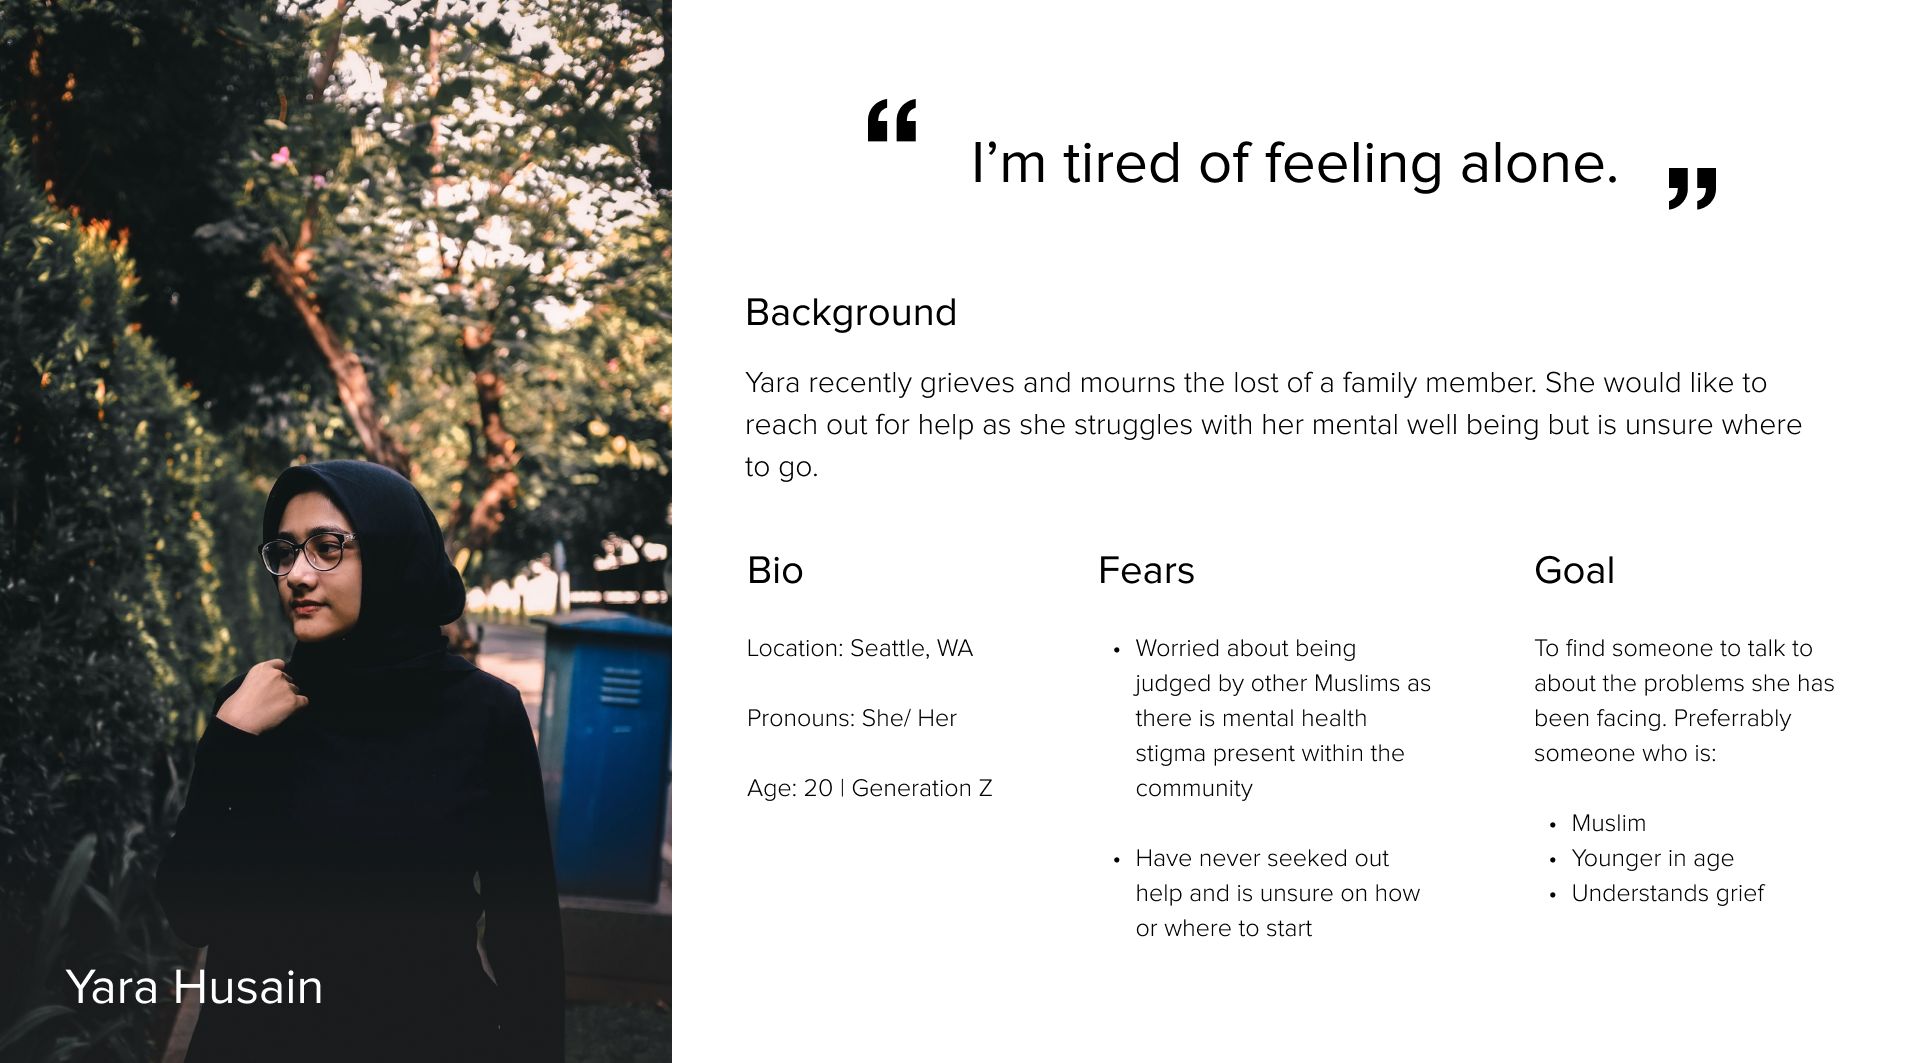 “ I’m tired of feeling alone. ”
Background
Yara recently grieves and mourns the lost of a family member. She would like to
reach out for help as she struggles with her mental well being but is unsure where
to go.
Bio
Location: Seattle, WA
Pronouns: She/ Her
Age: 20 | Generation Z
Fears
• Worried about being
judged by other Muslims as
there is mental health
stigma present within the
community
• Have never seeked out
help and is unsure on how
or where to start
Goal
To find someone to talk to
about the problems she has
been facing. Preferrably
someone who is:
• Muslim
• Younger in age
• Understands grief
Yara Husain